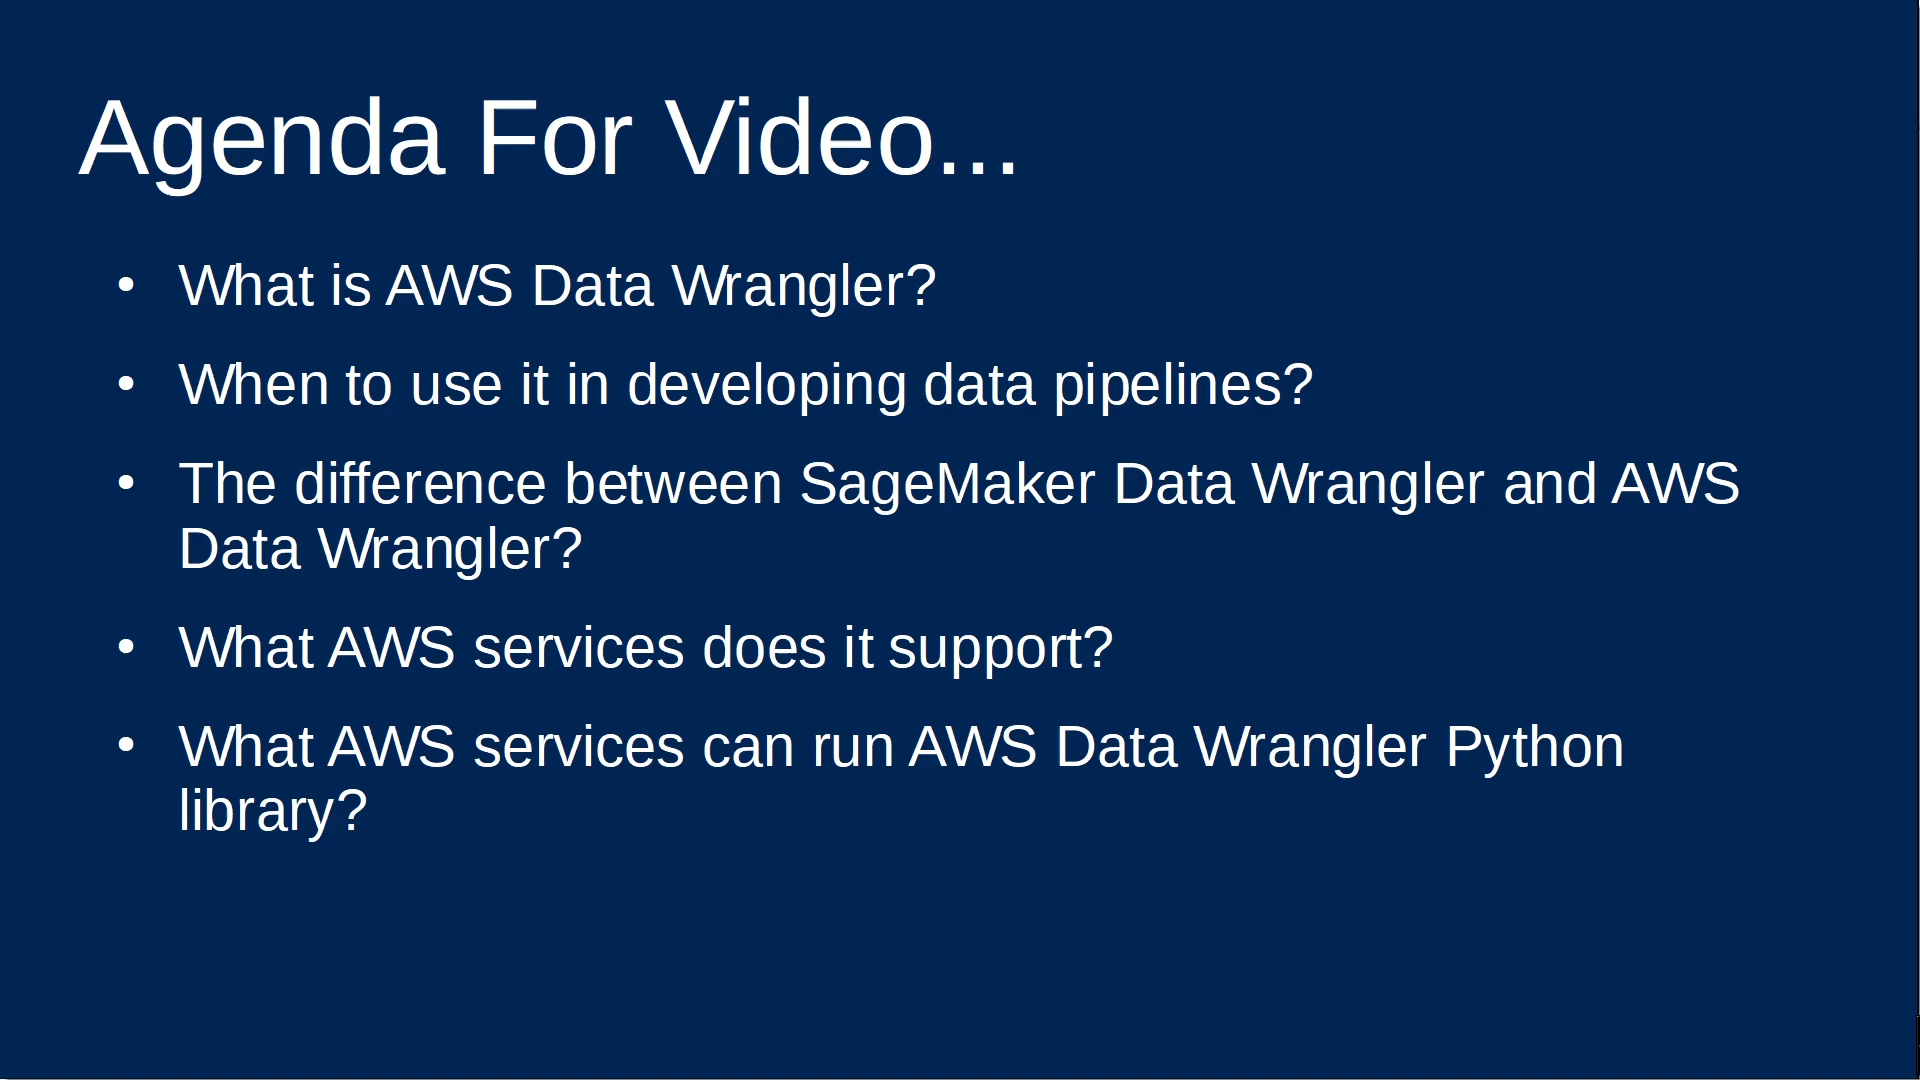 Agenda For Video...
• What is AWS Data Wrangler?
• When to use it in developing data pipelines?
• The difference between SageMaker Data Wrangler and AWS
Data Wrangler?
• What AWS services does it support?
• What AWS services can run AWS Data Wrangler Python
library?